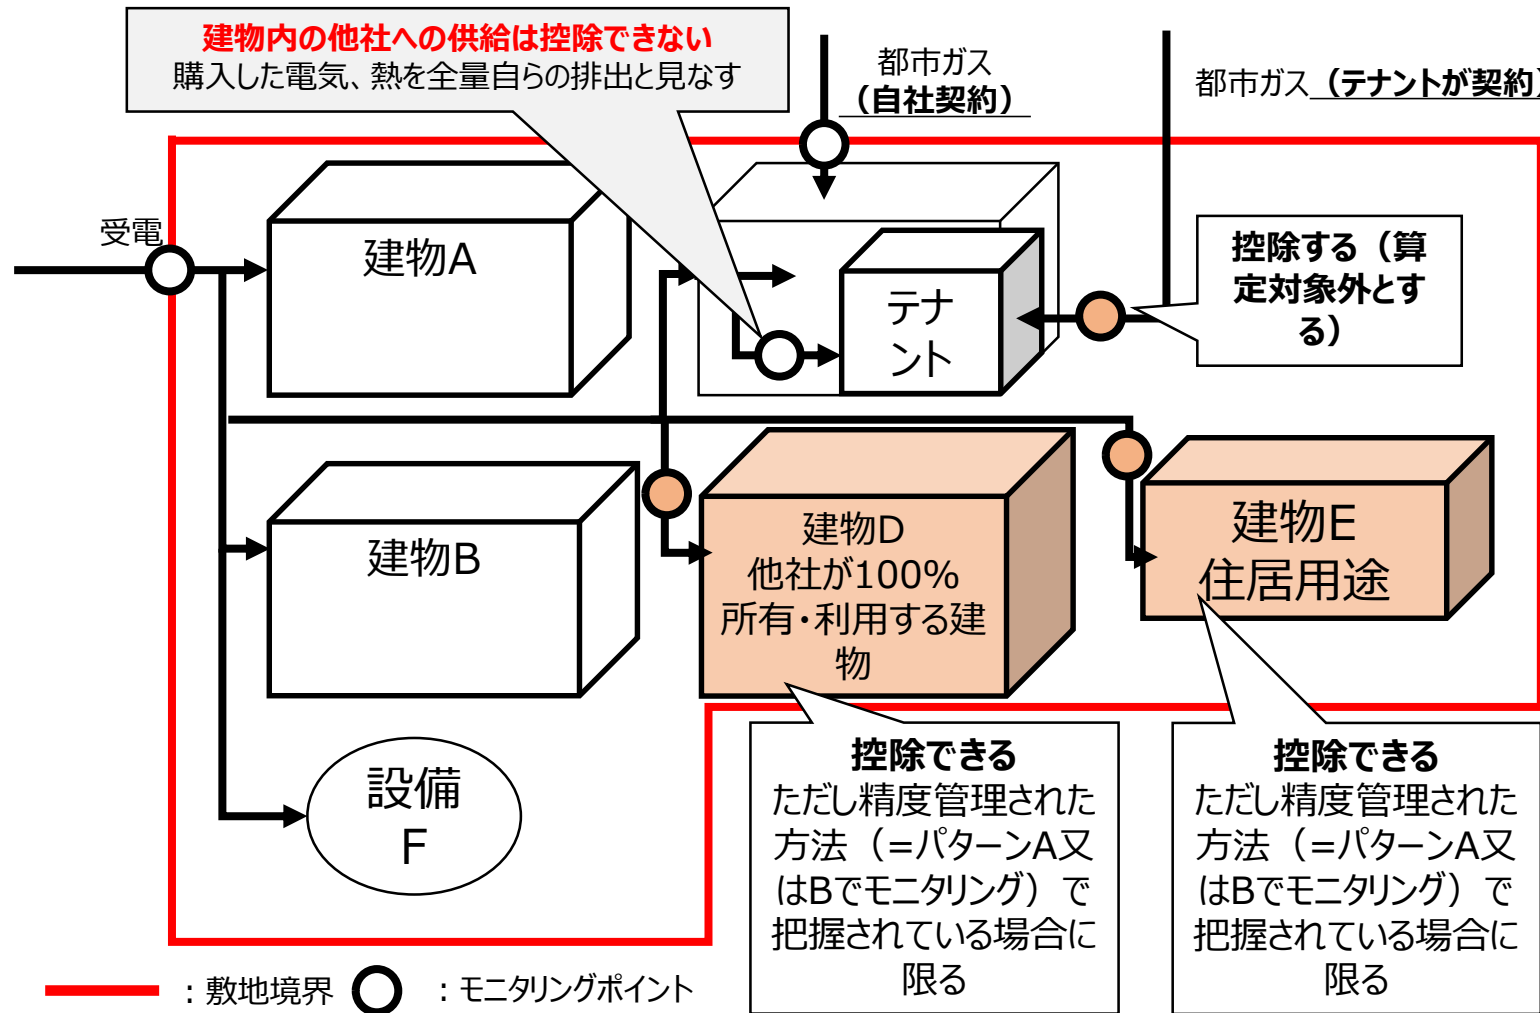 建物内の他社への供給は控除できない
購入した電気、熱を全量自らの排出と見なす
都市ガス
（自社契約）
都市ガス（テナントが契約）
受電
建物A
テナ
ント
控除する（算
定対象外とす
る）
建物B
建物D
他社が100%
所有・利用する建
物
建物E
住居用途
設備
F
控除できる
ただし精度管理された
方法（=パターンA又
はBでモニタリング）で
把握されている場合に
限る
控除できる
ただし精度管理された
方法（=パターンA又
はBでモニタリング）で
把握されている場合に
限る
：敷地境界
：モニタリングポイント